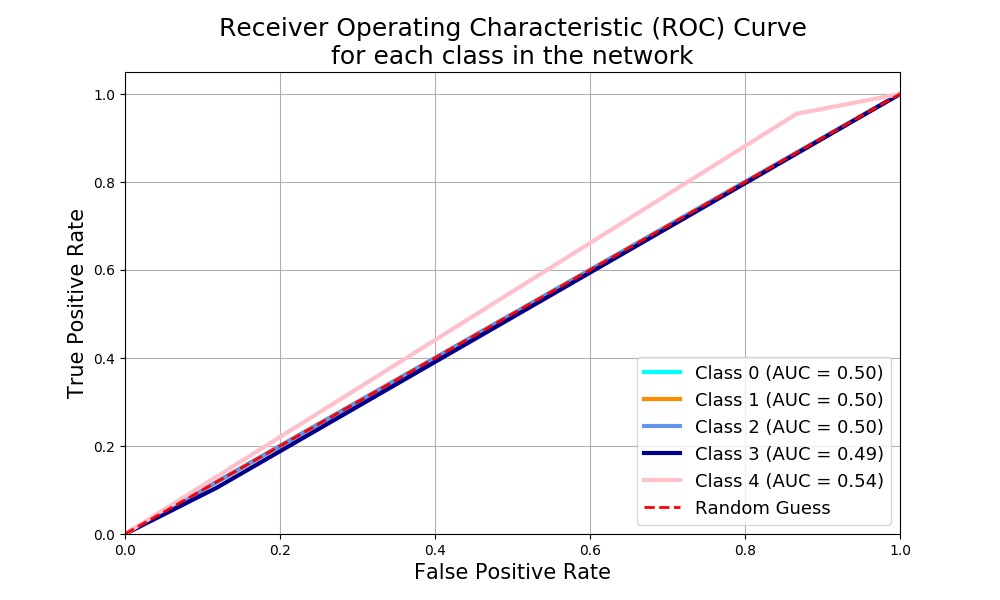 Receiver Operating Characteristic (ROC) Curve
for each class in the network
True Positive Rate
1.0
0.8
0.6
0.4
0.2
0.0
Class 0 (AUC = 0.50)
Class 1 (AUC = 0.50)
Class 2 (AUC = 0.50)
Class 3 (AUC = 0.49)
Class 4 (AUC = 0.54)
Random Guess
0.0 0.2 0.4 0.6 0.8 1.0
False Positive Rate